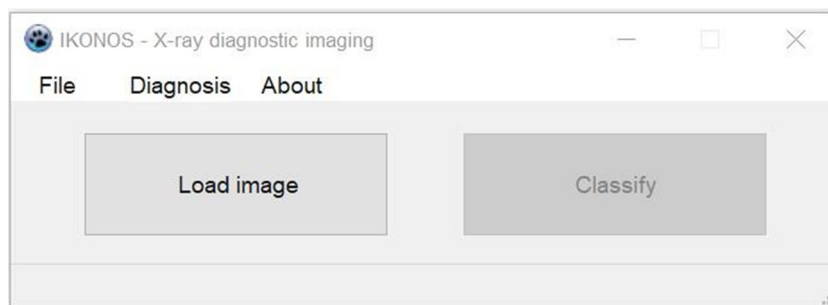 IKONOS - X-ray diagnostic imaging
File Diagnosis About
Load image Classify